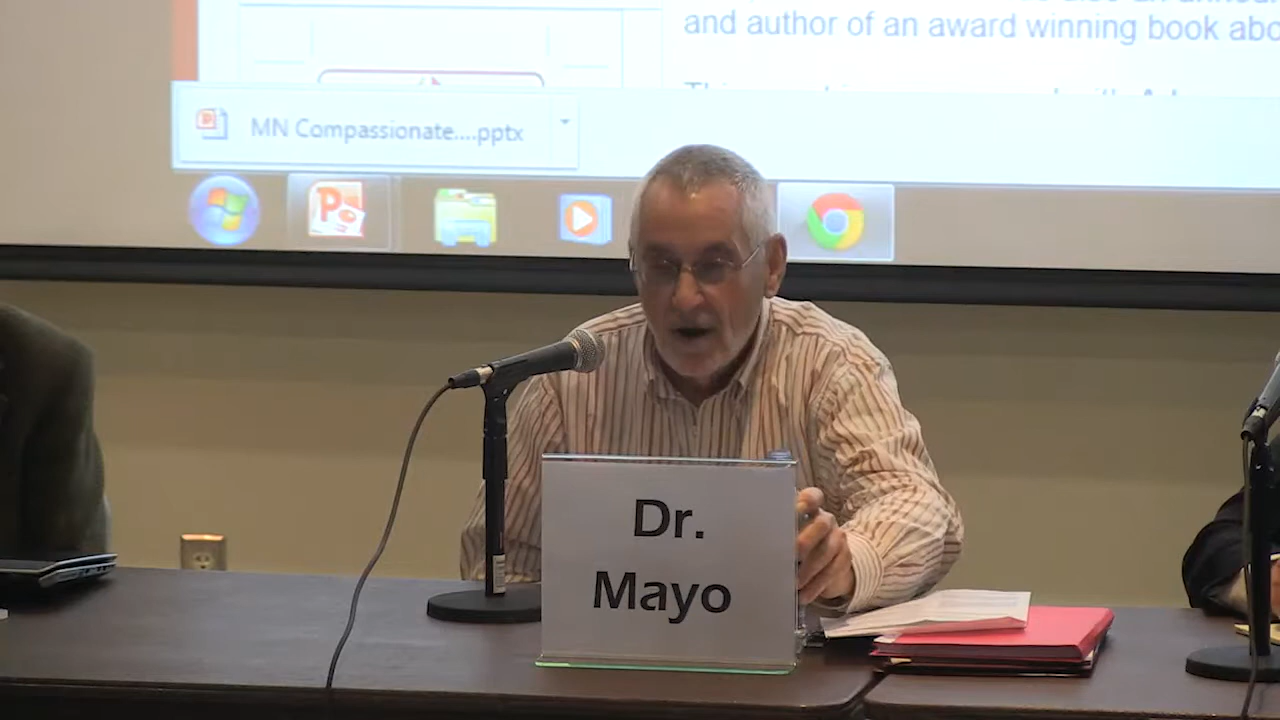 and author of an award winning book abo
MN Compassionate....pptx
Dr.
Mayo